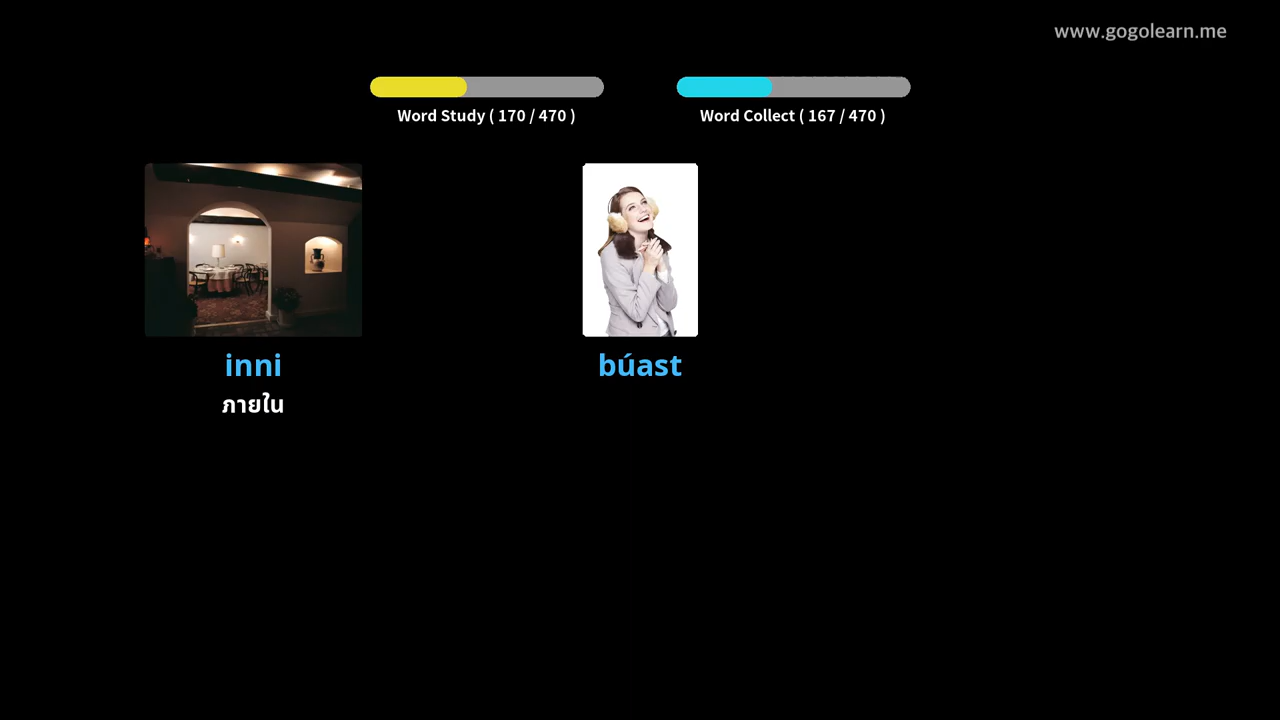 www.gogolearn.me
Word Study ( 170 / 470 )
Word Collect ( 167 / 470 )
inni
ภายใน
búast